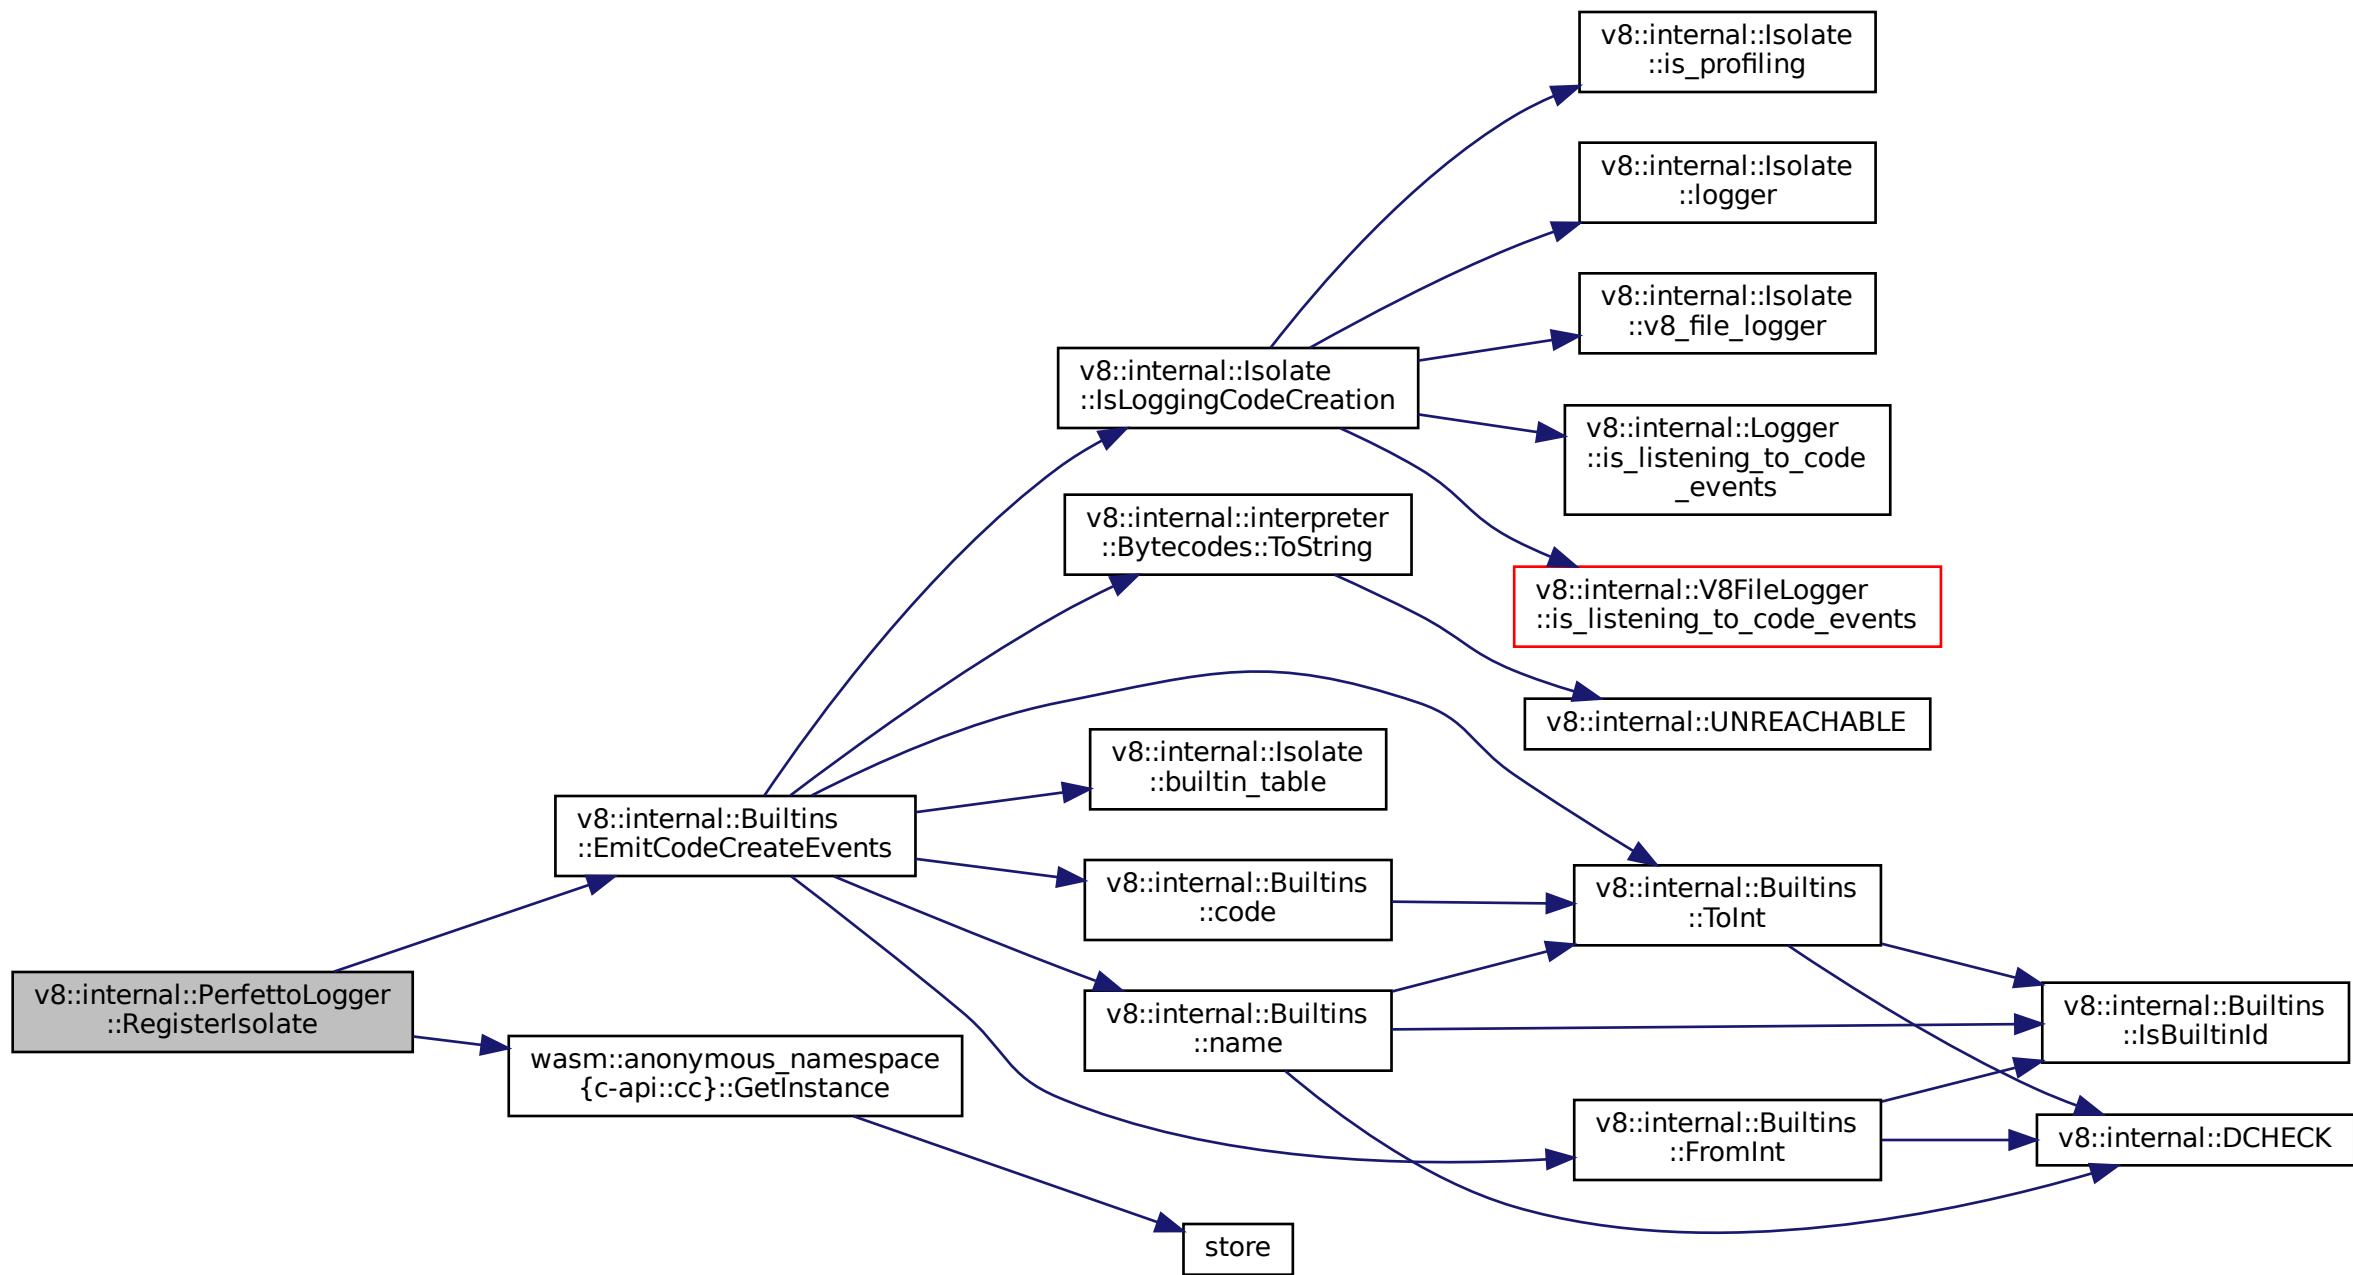 v8::internal::Isolate
::is_profiling
v8::internal::Isolate
::logger
v8::internal::Isolate
::v8_file_logger
v8::internal::Isolate
::IsLoggingCodeCreation
v8::internal::Logger
::is_listening_to_code
_events
v8::internal::interpreter
::Bytecodes::ToString
v8::internal::V8FileLogger
::is_listening_to_code_events
v8::internal::UNREACHABLE
v8::internal::Isolate
::builtin_table
v8::internal::Builtins
::EmitCodeCreateEvents
v8::internal::Builtins
::code
v8::internal::Builtins
::ToInt
v8::internal::PerfettoLogger
::RegisterIsolate
v8::internal::Builtins
::name
v8::internal::Builtins
::IsBuiltinId
wasm::anonymous_namespace
{c-api::cc}::GetInstance
v8::internal::Builtins
::FromInt
v8::internal::DCHECK
store